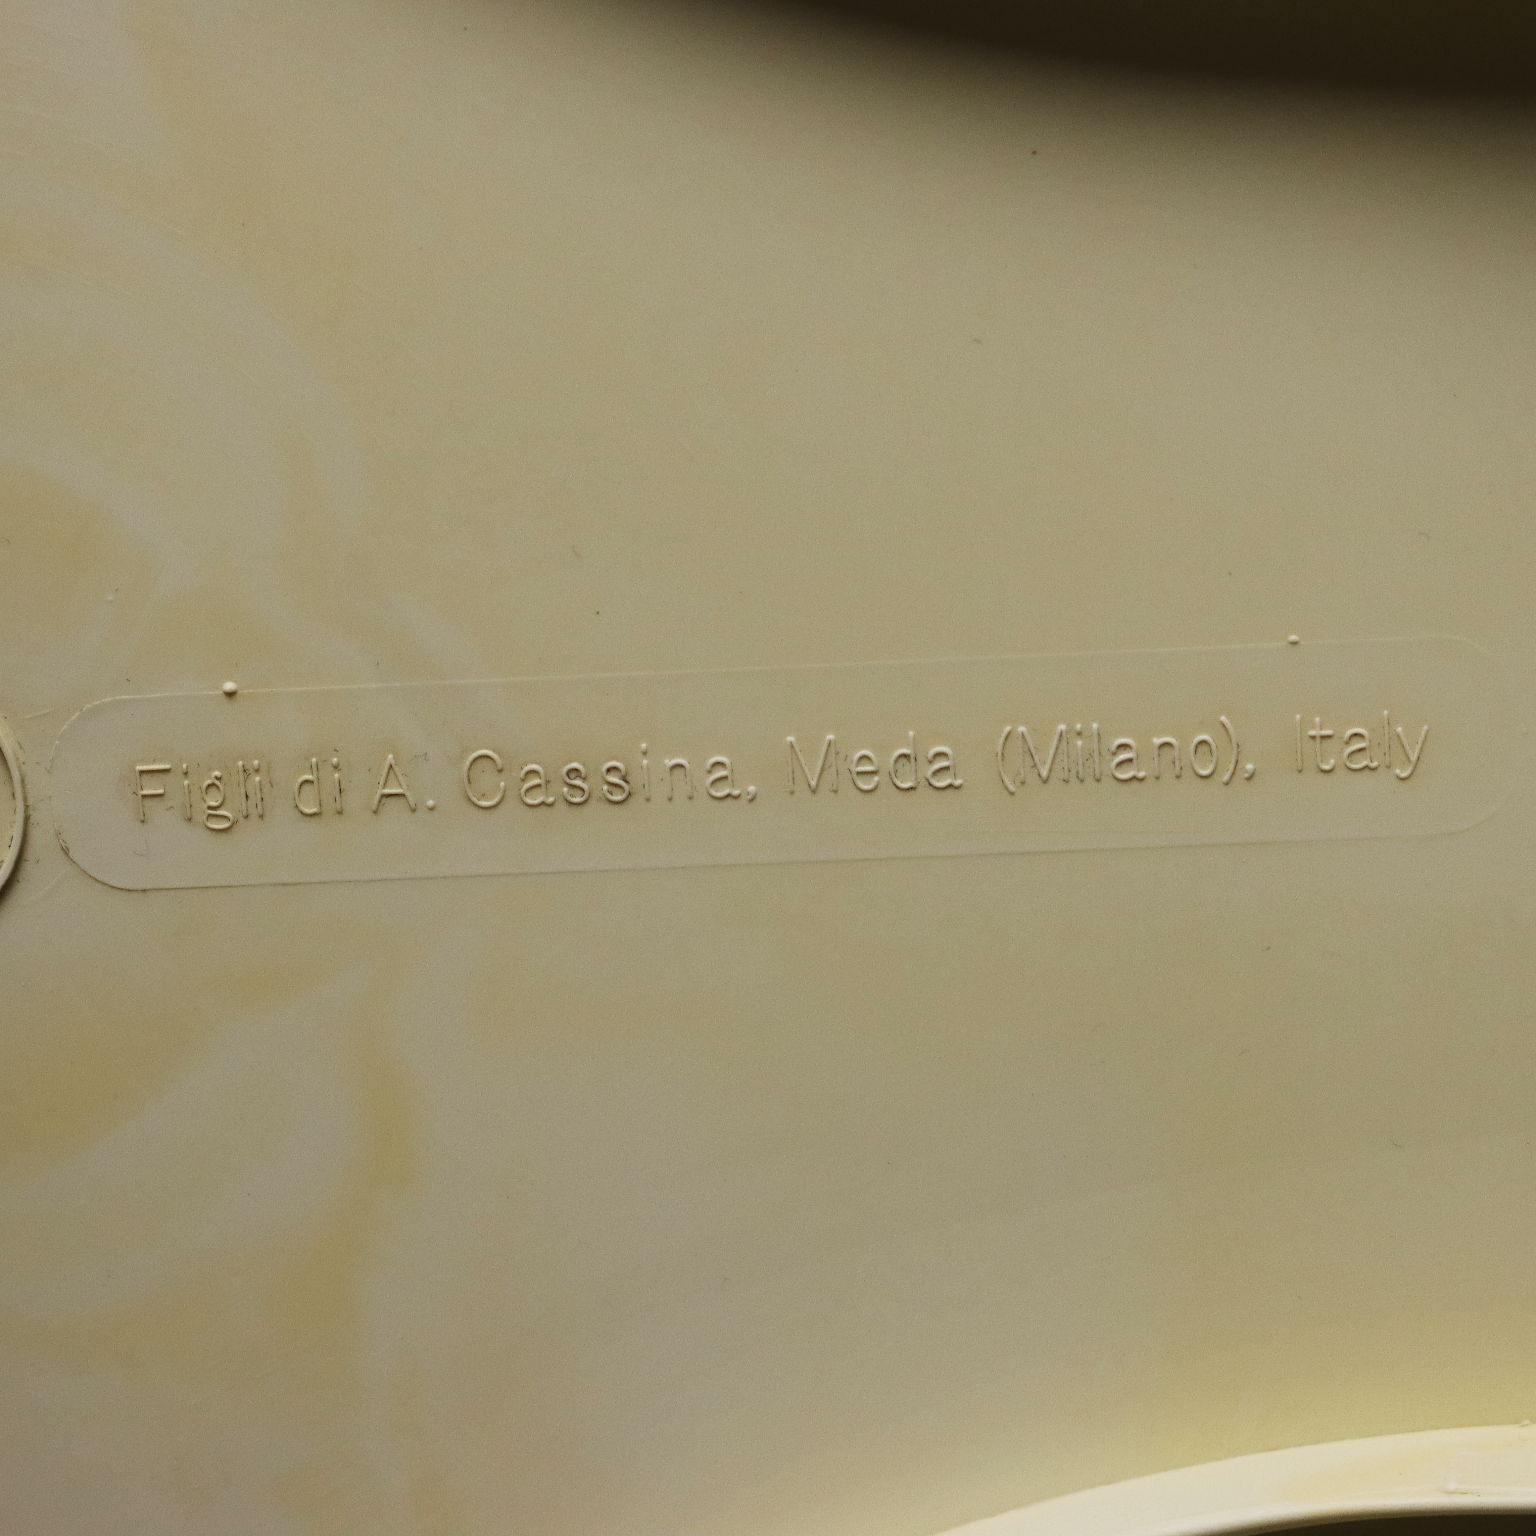 Figli di A. Cassina, Meda (Milano), Italy